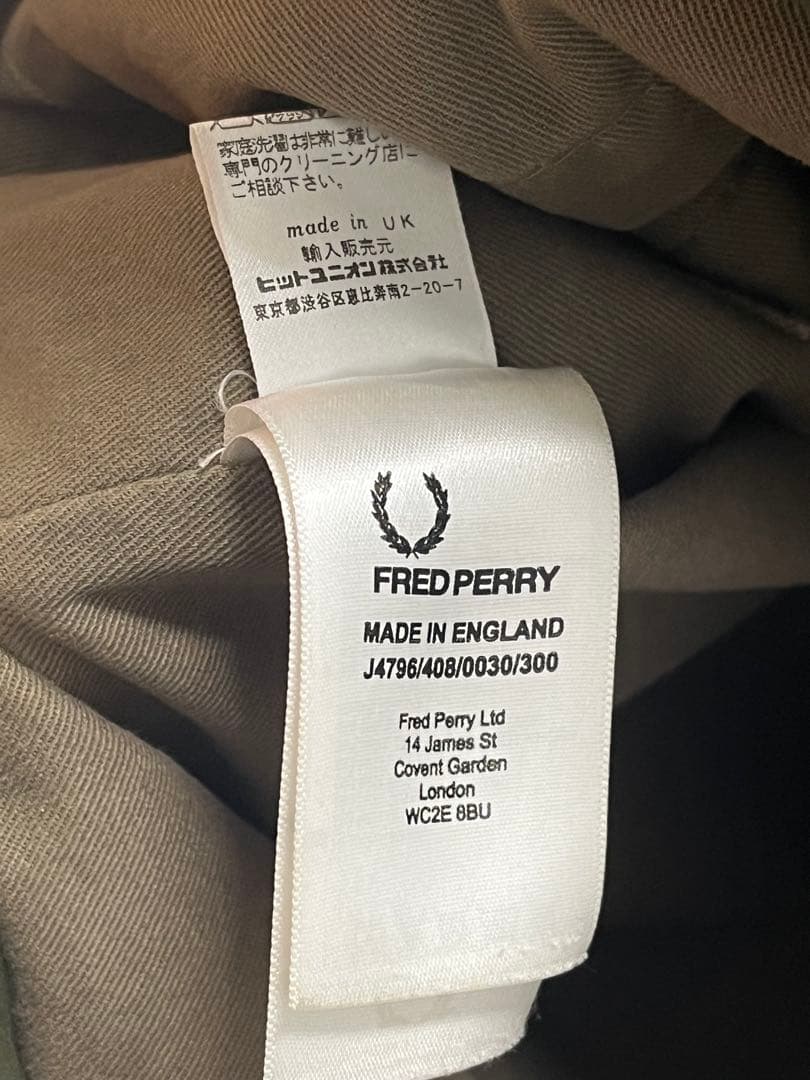 家庭洗濯は非常に難しい
専門のクリーニング店に
ご相談下さい。
made in UK
輸入販売元
ヒットユニオン株式会社
東京都渋谷区恵比寿南2-20-7
FRED PERRY
MADE IN ENGLAND
J4796/408/0030/300
Fred Perry Ltd
14 James St
Covent Garden
London
WC2E 8BU